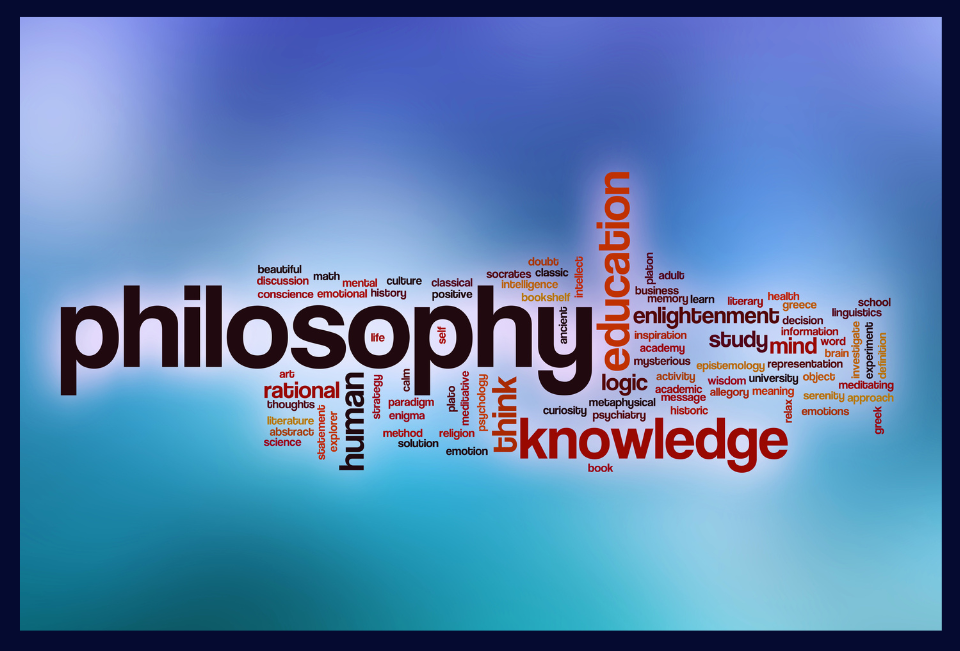 education
doubt
socrates classic
intellect
intelligence
bookshelf
platon
adult
beautiful
math
discussion
mental
culture
classical
conscience emotional history
positive
business
memory learn
literary
health
greece
school
philosophy
life
self
ancient
enlightenment
decision
linguistics
inspiration
study
information
academy
mind
word
investigate
experiment
definition
mysterious
brain
epistemology representation
art
rational
human
strategy
calm
plato
meditative
psychology
think
logic
activity
wisdom university object
meditating
thoughts
paradigm
academic
allegory meaning
serenity approach
message
enigma
curiosity
metaphysical
psychiatry
historic
relax
emotions
greek
literature
abstract
science
statement
explorer
method
religion
solution
emotion
knowledge
book